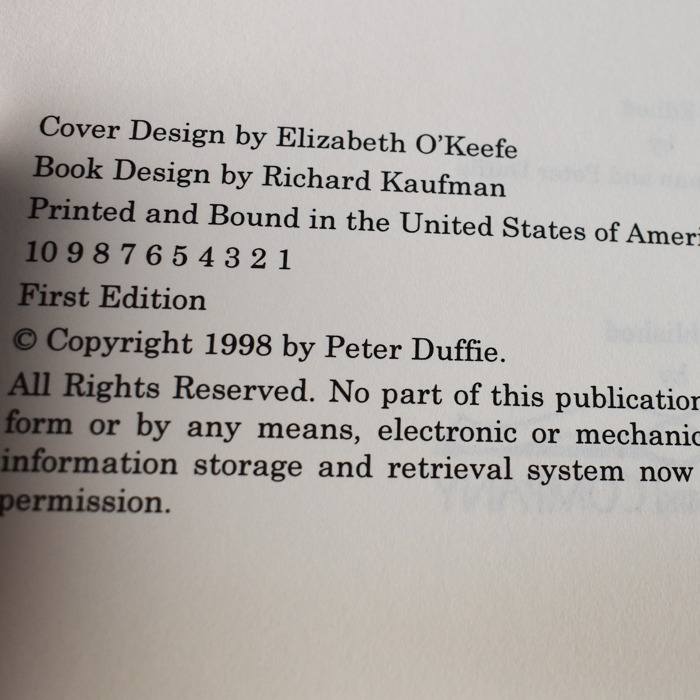 Cover Design by Elizabeth O'Keefe
Book Design by Richard Kaufman
Printed and Bound in the United States of Ameri
10 9 8 7 6 5 4 3 2 1
First Edition
© Copyright 1998 by Peter Duffie.
All Rights Reserved. No part of this publication
form or by any means, electronic or mechanic
information storage and retrieval system now
permission.